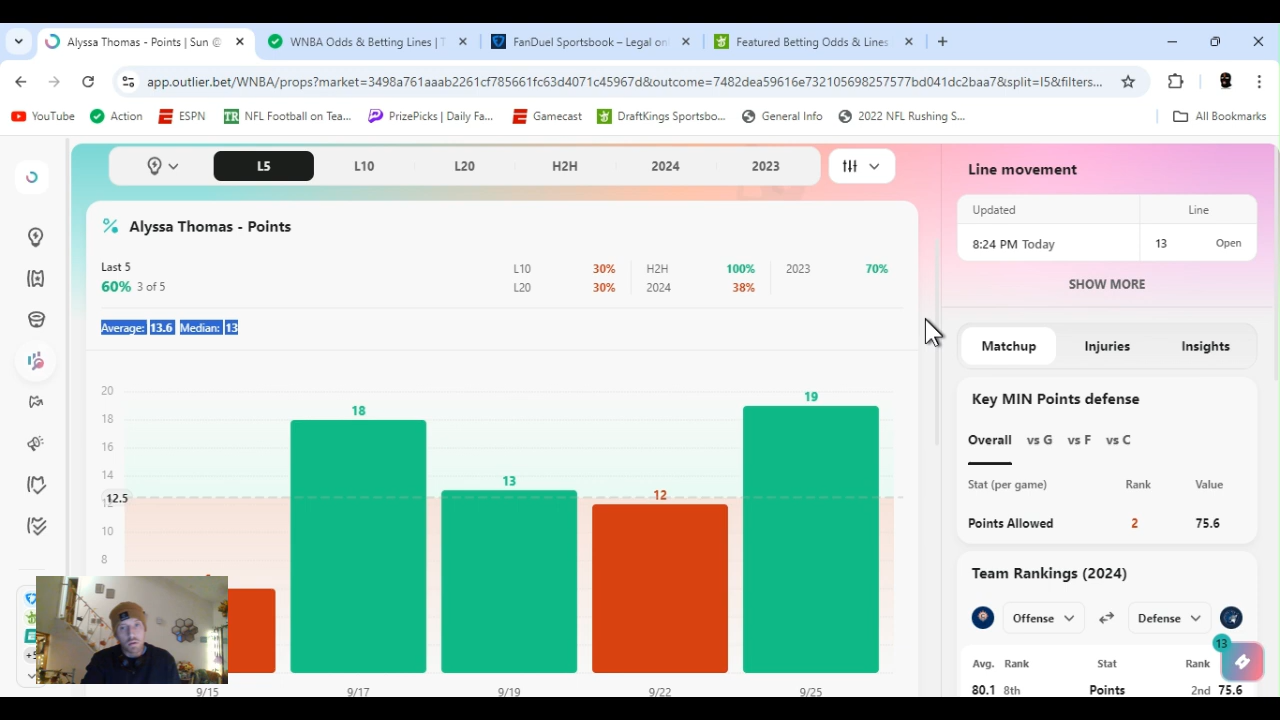 Alyssa Thomas - Points | Sun @
WNBA Odds & Betting Lines | T
FanDuel Sportsbook – Legal on
Featured Betting Odds & Lines
app.outlier.bet/WNBA/props?market=3498a761aaab2261cf785661fc63d4071c45967d&outcome=7482dea59616e732105698257577bd041dc2baa7&split=l5&filters...
YouTube
Action
ESPN
NFL Football on Tea...
PrizePicks | Daily Fa...
Gamecast
DraftKings Sportsbo...
General Info
2022 NFL Rushing S...
All Bookmarks
L5 L10 L20 H2H 2024 2023
Alyssa Thomas - Points
Last 5
60% 3 of 5
L10 30% H2H 100% 2023 70%
L20 30% 2024 38%
Average: 13.6 Median: 13
20
18
16
14
12.5
12
10
8
18
13
12
19
9/15 9/17 9/19 9/22 9/25
Line movement
Updated Line
8:24 PM Today 13 Open
SHOW MORE
Matchup Injuries Insights
Key MIN Points defense
Overall vs G vs F vs C
Stat (per game) Rank Value
Points Allowed 2 75.6
Team Rankings (2024)
Offense Defense
13
Avg. Rank Stat Rank
80.1 8th Points 2nd 75.6